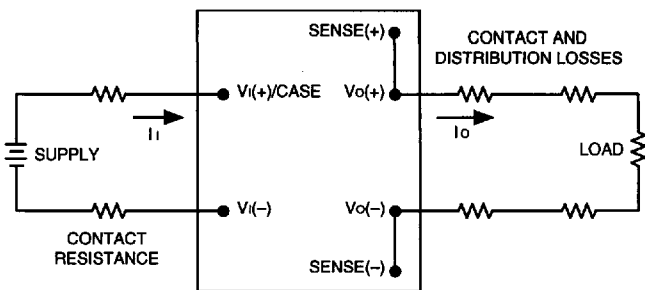 SENSE(+)
CONTACT AND
DISTRIBUTION LOSSES
VI(+)/CASE
VO(+)
II
IO
SUPPLY
LOAD
VI(–)
VO(–)
CONTACT
RESISTANCE
SENSE(–)